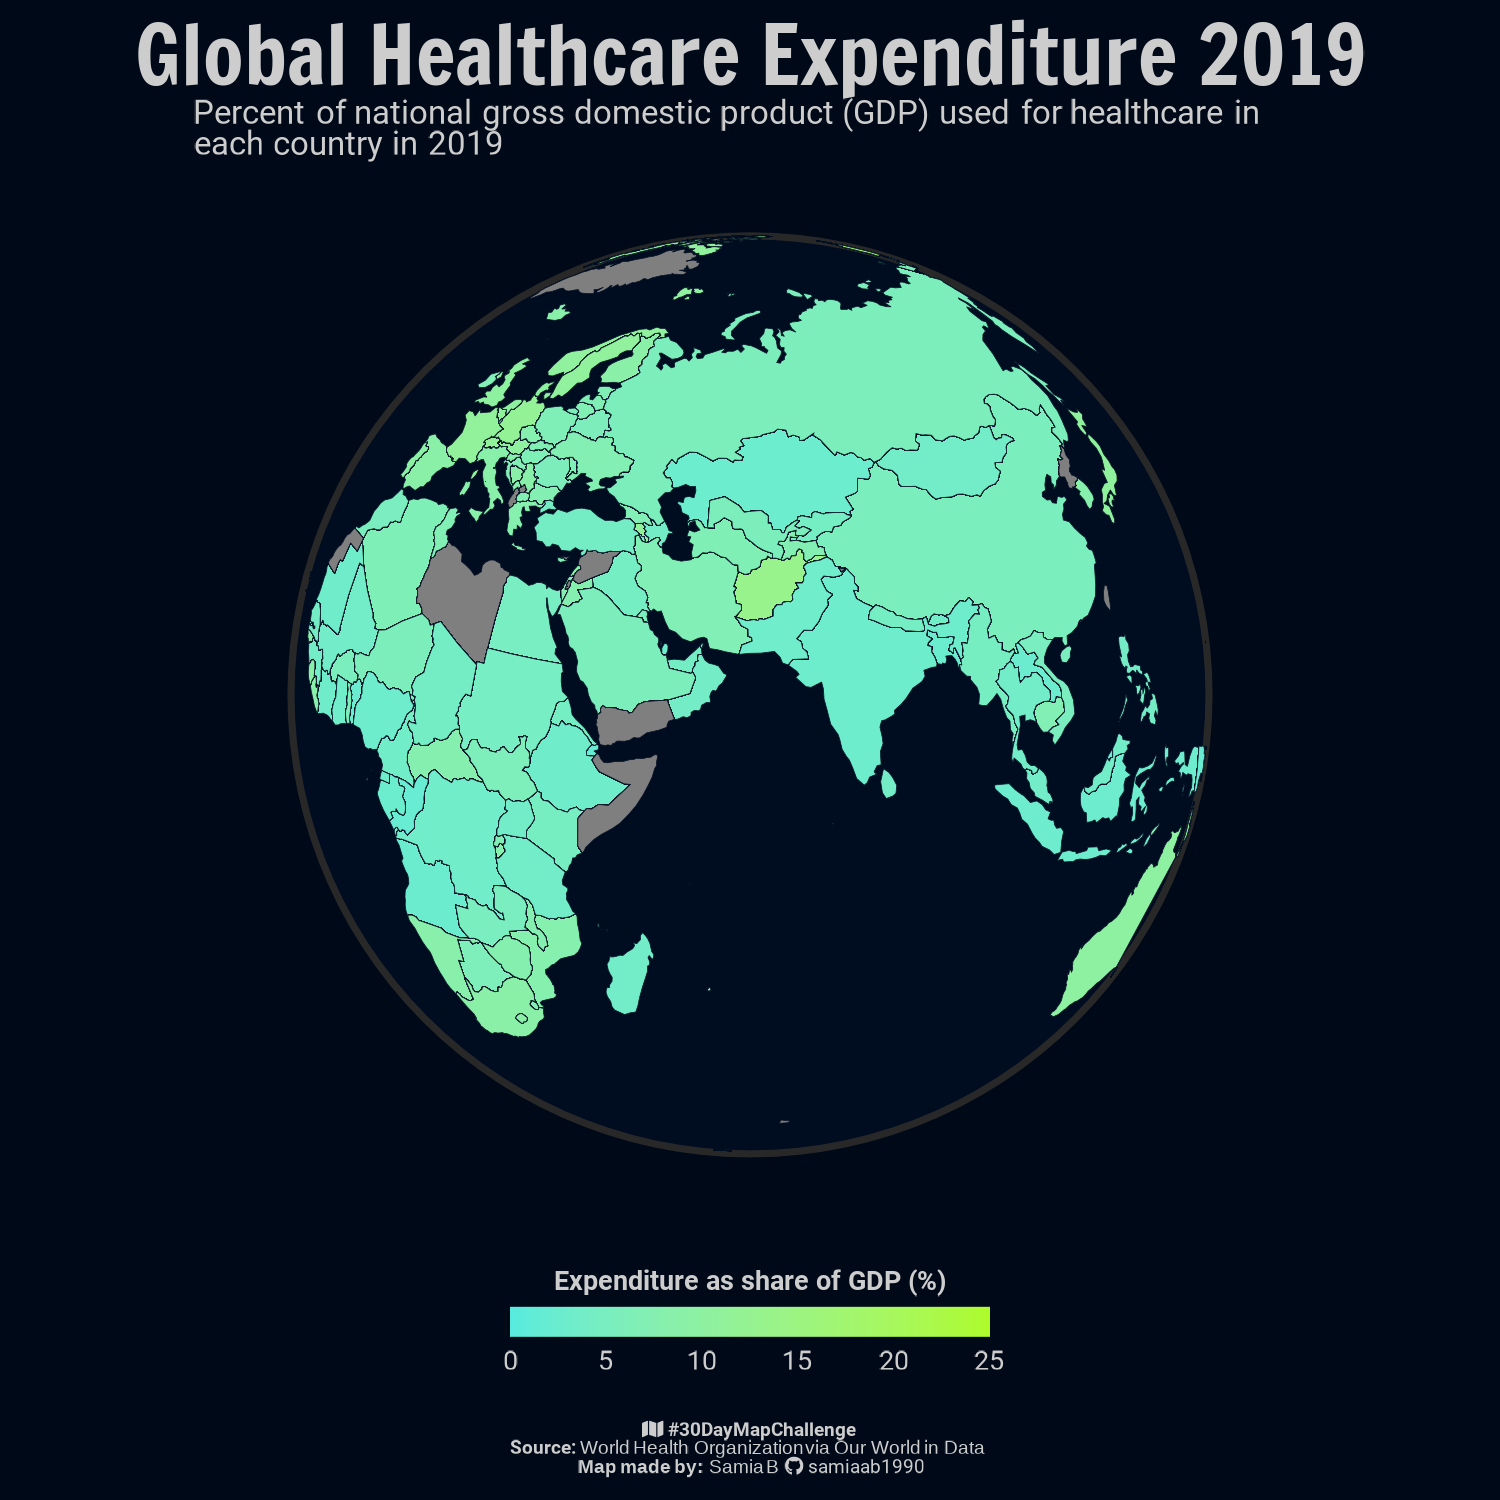 Global Healthcare Expenditure 2019
Percent of national gross domestic product (GDP) used for healthcare in
each country in 2019
Expenditure as share of GDP (%)
0 5 10 15 20 25
#30DayMapChallenge
Source: World Health Organization via Our World in Data
Map made by: Samia B samiaab1990